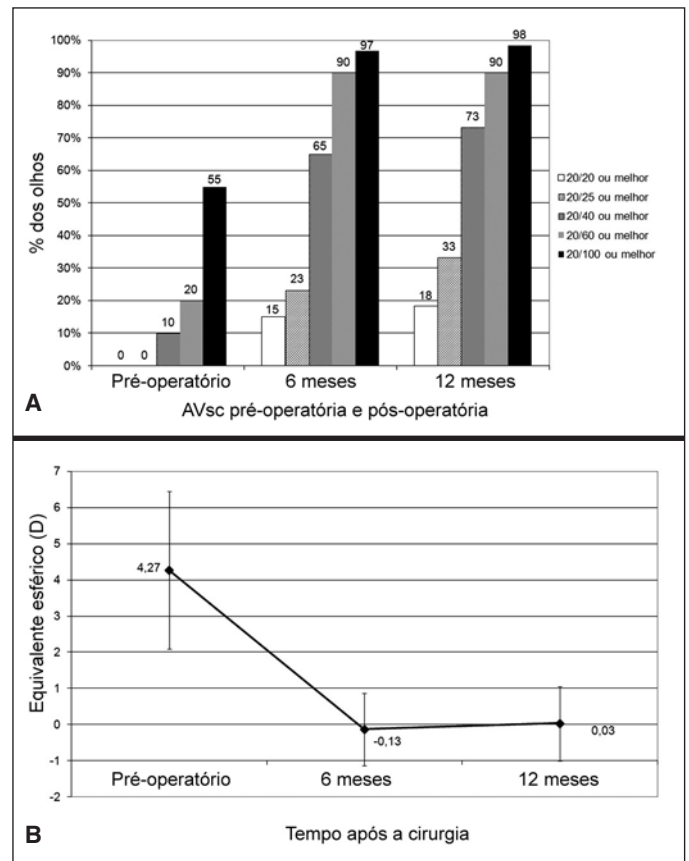 100%
90%
80%
70%
60%
50%
40%
30%
20%
10%
0%
% dos olhos
0 0 10 20 55
15 23 65 90 97
18 33 73 90 98
Pré-operatório 6 meses 12 meses
AVsc pré-operatória e pós-operatória
20/20 ou melhor
20/25 ou melhor
20/40 ou melhor
20/60 ou melhor
20/100 ou melhor
A
7
6
5
4
3
2
1
0
-1
-2
Equivalente esférico (D)
4,27
-0,13
0,03
Pré-operatório 6 meses 12 meses
Tempo após a cirurgia
B